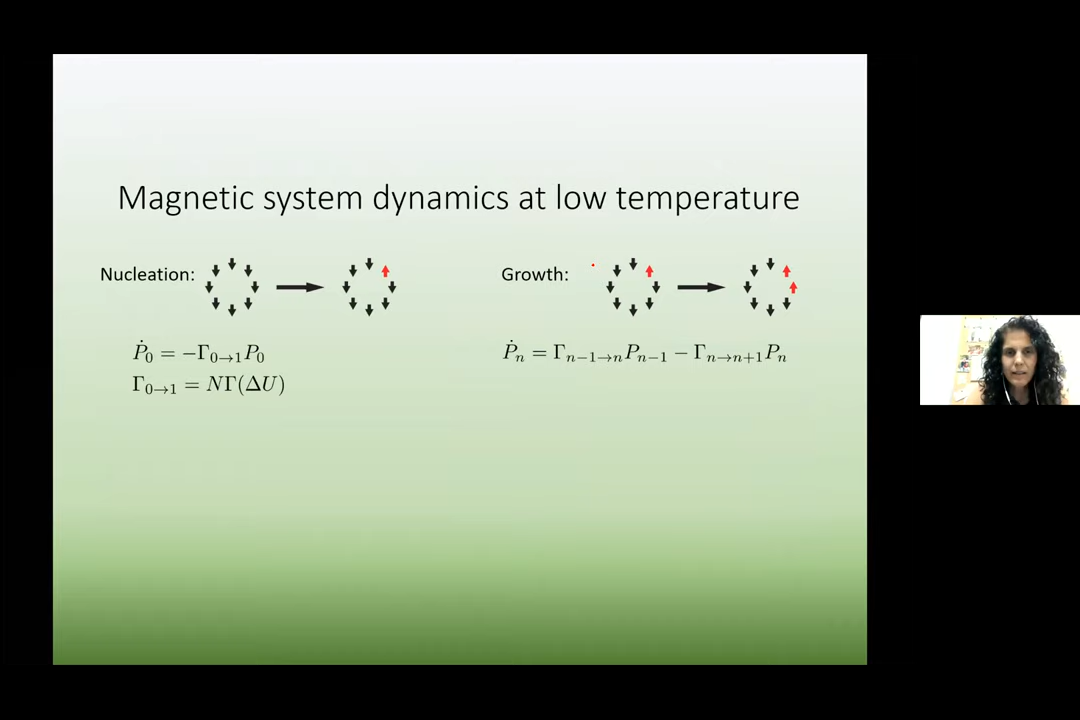 Magnetic system dynamics at low temperature
Nucleation:
Ṗ₀ = −Γ₀→₁P₀
Γ₀→₁ = NΓ(ΔU)
Growth:
Ṗₙ = Γₙ₋₁→ₙPₙ₋₁ − Γₙ→ₙ₊₁Pₙ